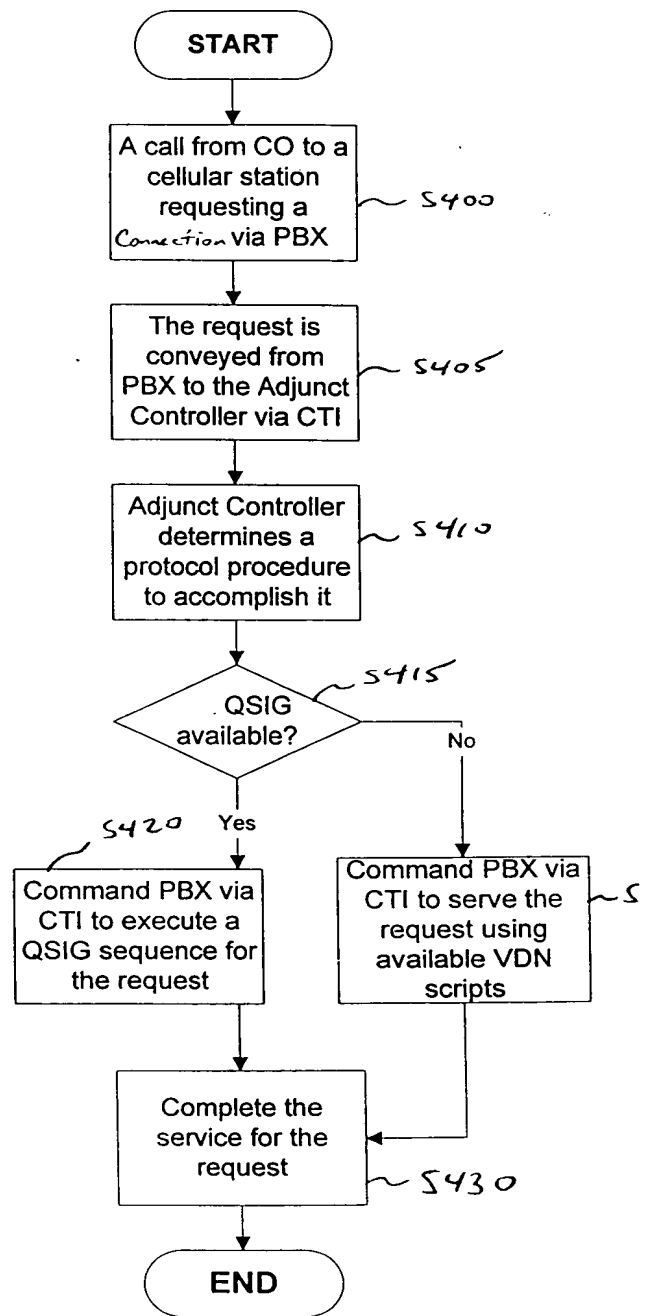 START
A call from CO to a
cellular station
requesting a
Connection via PBX
S400
The request is
conveyed from
PBX to the Adjunct
Controller via CTI
S405
Adjunct Controller
determines a
protocol procedure
to accomplish it
S410
QSIG
available?
S415
No
Yes
S420
Command PBX via
CTI to execute a
QSIG sequence for
the request
Command PBX via
CTI to serve the
request using
available VDN
scripts
S
Complete the
service for the
request
S430
END